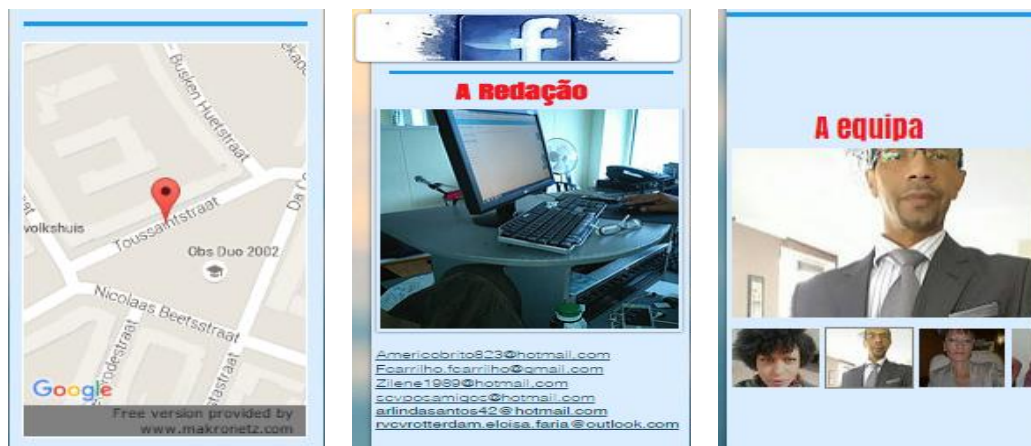 Busken Huetstraat
volkshuis
Toussaintstraat
Obs Duo 2002
Nicolaas Beetsstraat
Google
Free version provided by
www.makronetz.com
f
A Redação
Americobrito823@hotmail.com
Fcarrilho.fcarrilho@gmail.com
Zilene1989@hotmail.com
scvposamigos@hotmail.com
arlindasantos42@hotmail.com
rvcvrotterdam.eloisa.faria@outlook.com
A equipa